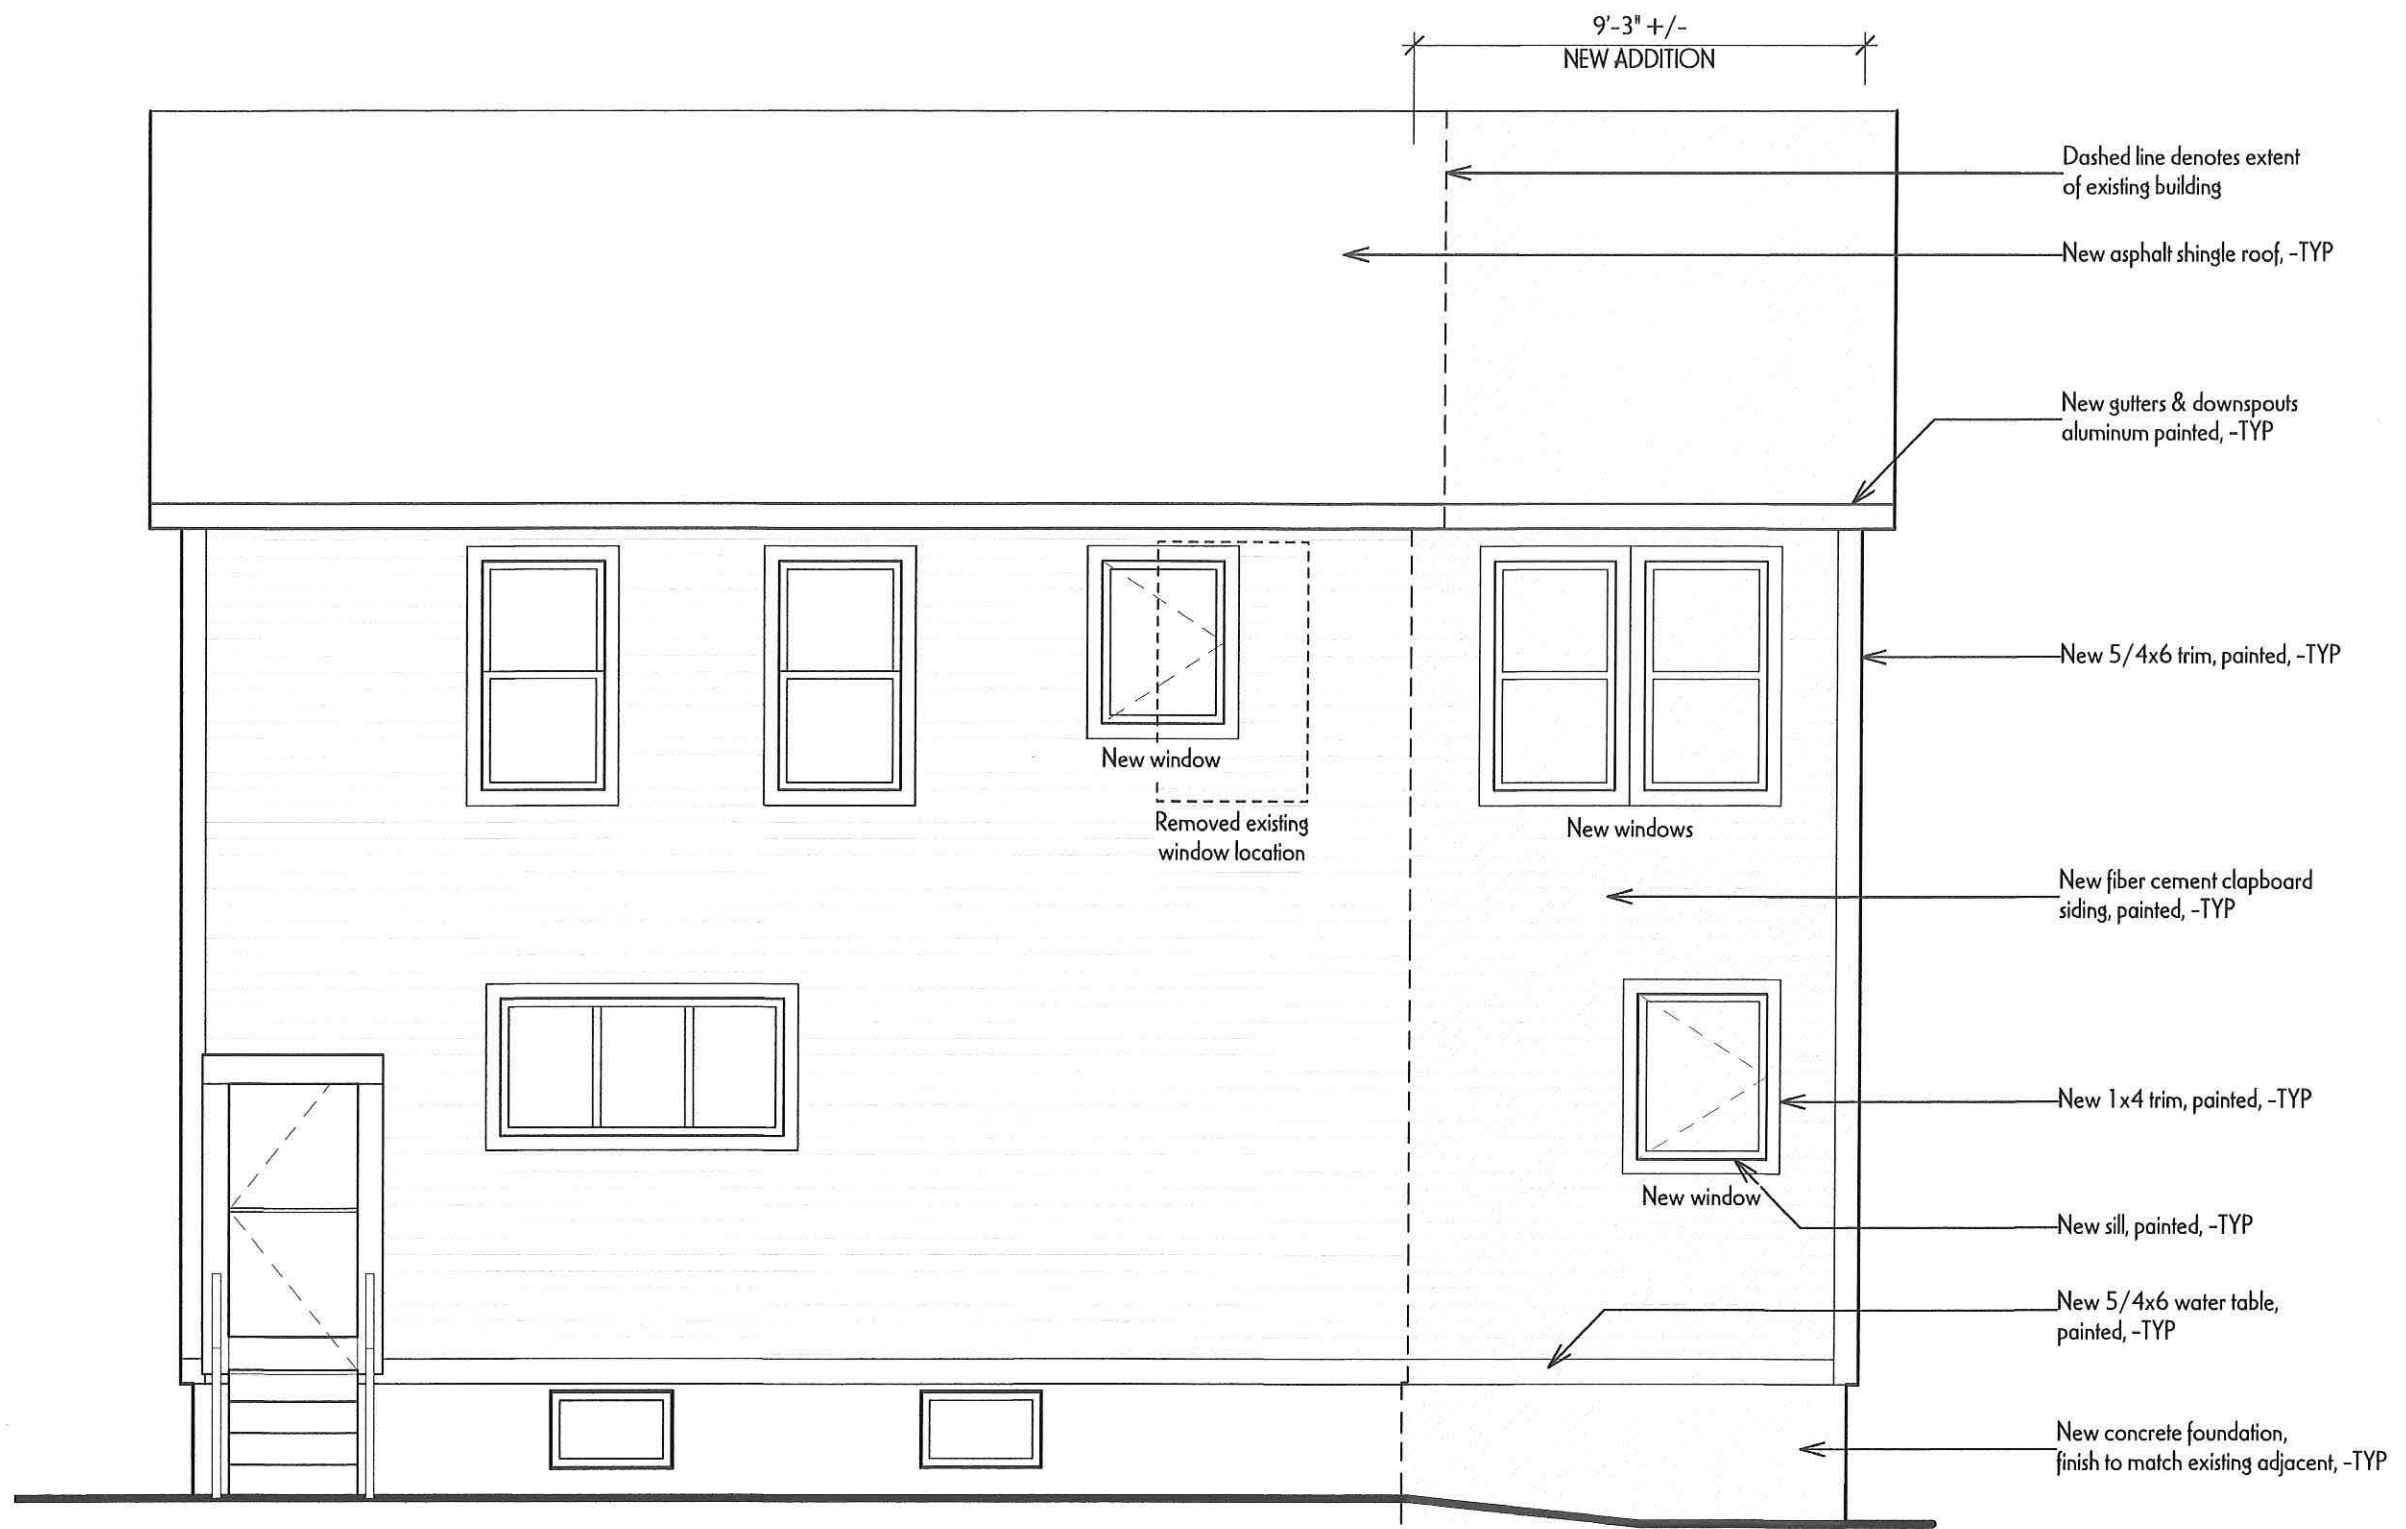 9'-3" +/-
NEW ADDITION
Dashed line denotes extent
of existing building
New asphalt shingle roof, -TYP
New gutters & downspouts
aluminum painted, -TYP
New 5/4x6 trim, painted, -TYP
New window
Removed existing
window location
New windows
New fiber cement clapboard
siding, painted, -TYP
New 1x4 trim, painted, -TYP
New window
New sill, painted, -TYP
New 5/4x6 water table,
painted, -TYP
New concrete foundation,
finish to match existing adjacent, -TYP